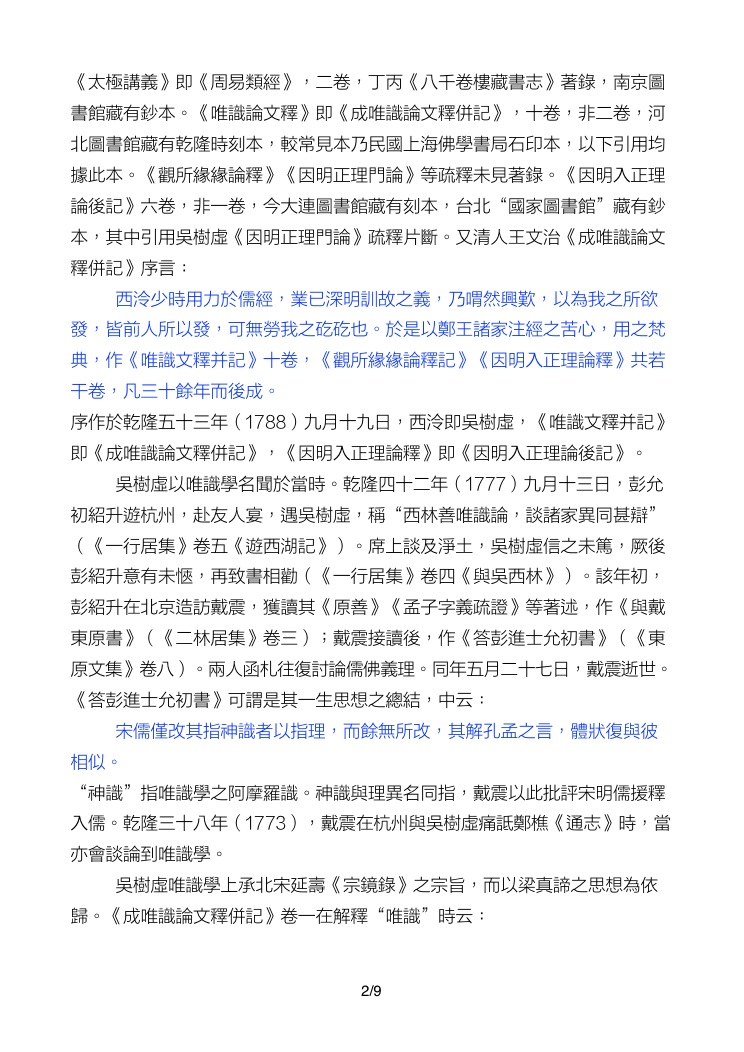 《太極講義》即《周易類經》，二卷，丁丙《八千卷樓藏書志》著錄，南京圖
書館藏有鈔本。《唯識論文釋》即《成唯識論文釋併記》，十卷，非二卷，河
北圖書館藏有乾隆時刻本，較常見本乃民國上海佛學書局石印本，以下引用均
據此本。《觀所緣緣論釋》《因明正理門論》等疏釋未見著錄。《因明入正理
論後記》六卷，非一卷，今大連圖書館藏有刻本，台北“國家圖書館”藏有鈔
本，其中引用吳樹虛《因明正理門論》疏釋片斷。又清人王文治《成唯識論文
釋併記》序言：
西泠少時用力於儒經，業已深明訓故之義，乃喟然興歎，以為我之所欲
發，皆前人所以發，可無勞我之矻矻也。於是以鄭王諸家注經之苦心，用之梵
典，作《唯識文釋并記》十卷，《觀所緣緣論釋記》《因明入正理論釋》共若
干卷，凡三十餘年而後成。
序作於乾隆五十三年（1788）九月十九日，西泠即吳樹虛，《唯識文釋并記》
即《成唯識論文釋併記》，《因明入正理論釋》即《因明入正理論後記》。
吳樹虛以唯識學名聞於當時。乾隆四十二年（1777）九月十三日，彭允
初紹升遊杭州，赴友人宴，遇吳樹虛，稱“西林善唯識論，談諸家異同甚辯”
（《一行居集》卷五《遊西湖記》）。席上談及淨土，吳樹虛信之未篤，厥後
彭紹升意有未愜，再致書相勸（《一行居集》卷四《與吳西林》）。該年初，
彭紹升在北京造訪戴震，獲讀其《原善》《孟子字義疏證》等著述，作《與戴
東原書》（《二林居集》卷三）；戴震接讀後，作《答彭進士允初書》（《東
原文集》卷八）。兩人函札往復討論儒佛義理。同年五月二十七日，戴震逝世。
《答彭進士允初書》可謂是其一生思想之總結，中云：
宋儒僅改其指神識者以指理，而餘無所改，其解孔孟之言，體狀復與彼
相似。
“神識”指唯識學之阿摩羅識。神識與理異名同指，戴震以此批評宋明儒援釋
入儒。乾隆三十八年（1773），戴震在杭州與吳樹虛痛詆鄭樵《通志》時，當
亦會談論到唯識學。
吳樹虛唯識學上承北宋延壽《宗鏡錄》之宗旨，而以梁真諦之思想為依
歸。《成唯識論文釋併記》卷一在解釋“唯識”時云：
2/9